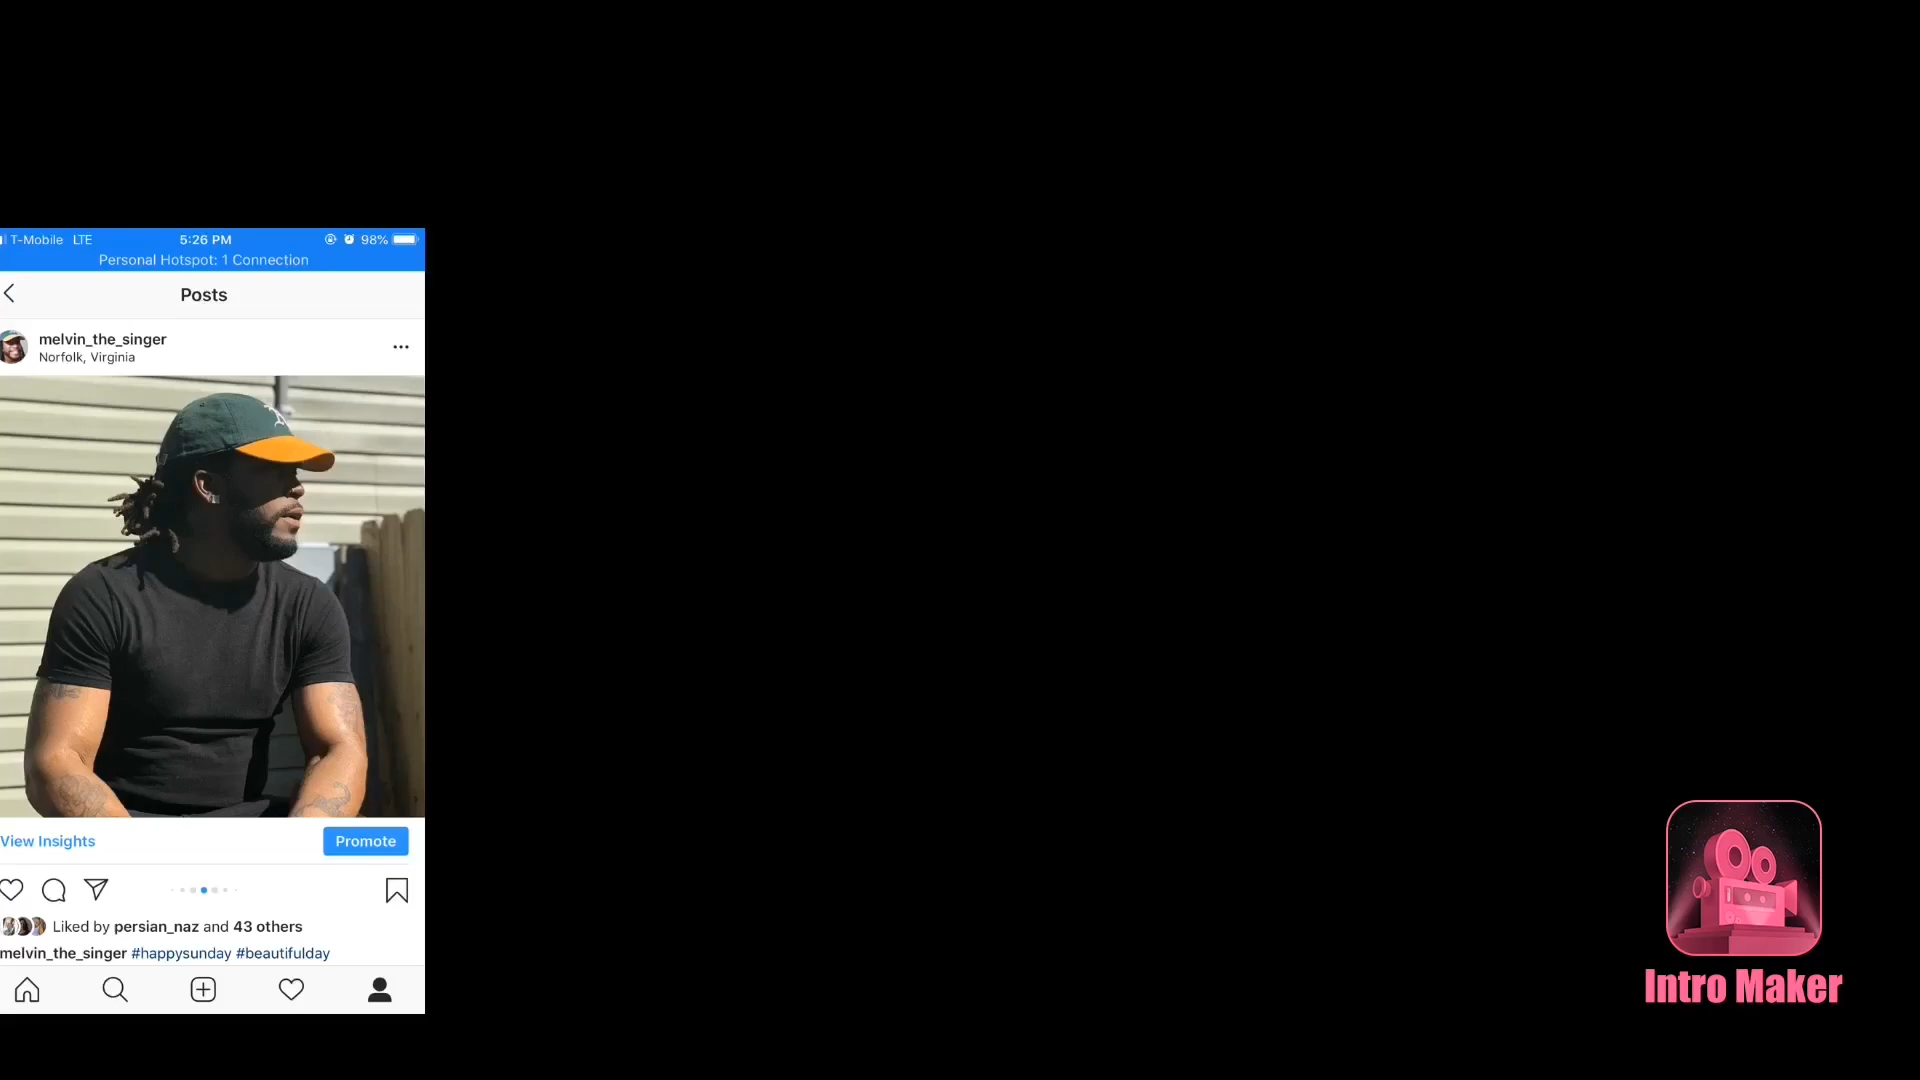 T-Mobile LTE 5:26 PM 98%
Personal Hotspot: 1 Connection
Posts
melvin_the_singer
Norfolk, Virginia
View Insights
Promote
Liked by persian_naz and 43 others
melvin_the_singer #happysunday #beautifulday
Intro Maker